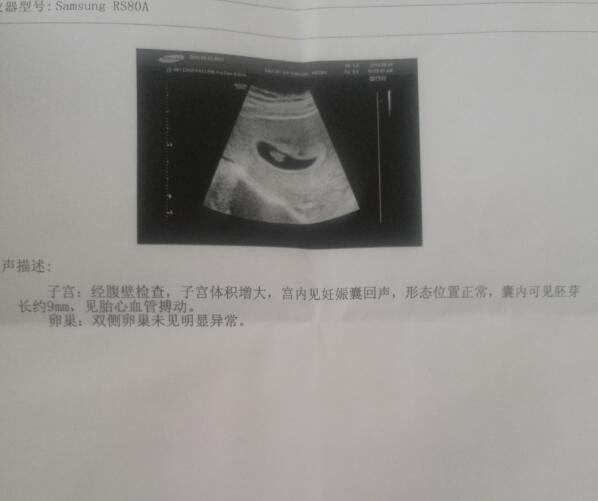 仪器型号:Samsung RS80A
SAMSUNG
声描述:
子宫: 经腹壁检查, 子宫体积增大, 宫内见妊娠囊回声, 形态位置正常, 囊内可见胚芽
长约9mm, 见胎心血管搏动。
卵巢: 双侧卵巢未见明显异常。